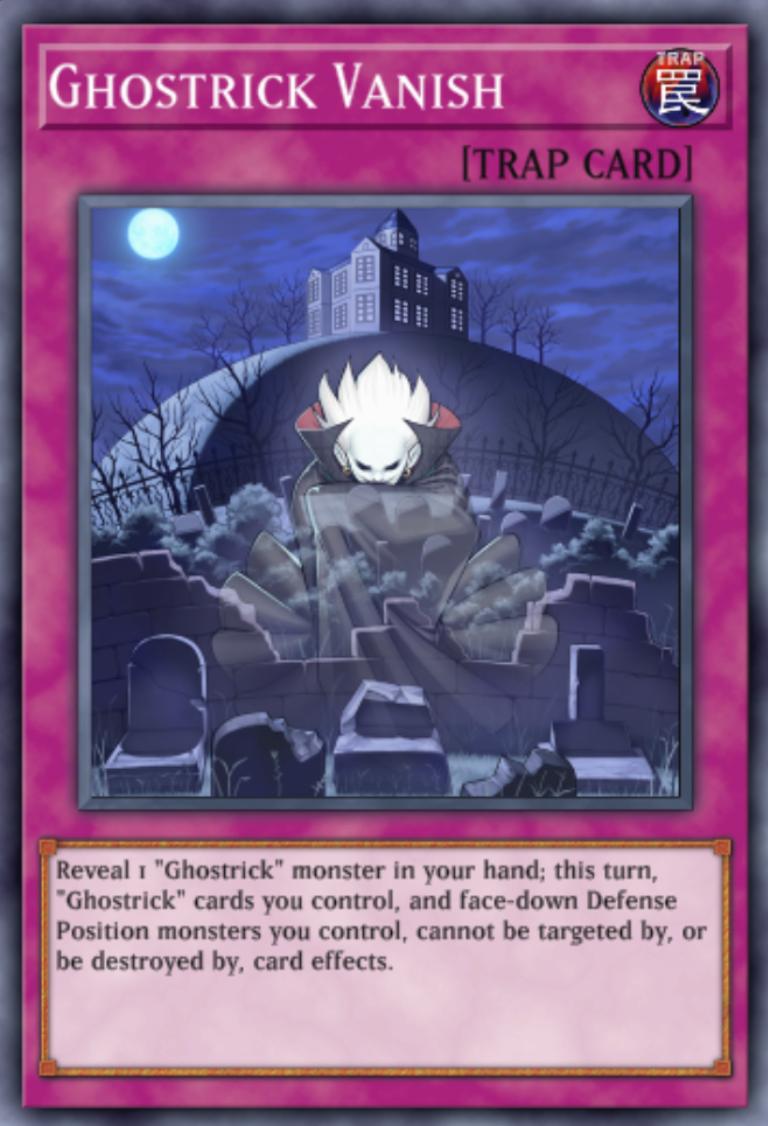 GHOSTRICK VANISH
TRAP
罠
[TRAP CARD]
Reveal 1 "Ghostrick" monster in your hand; this turn,
"Ghostrick" cards you control, and face-down Defense
Position monsters you control, cannot be targeted by, or
be destroyed by, card effects.